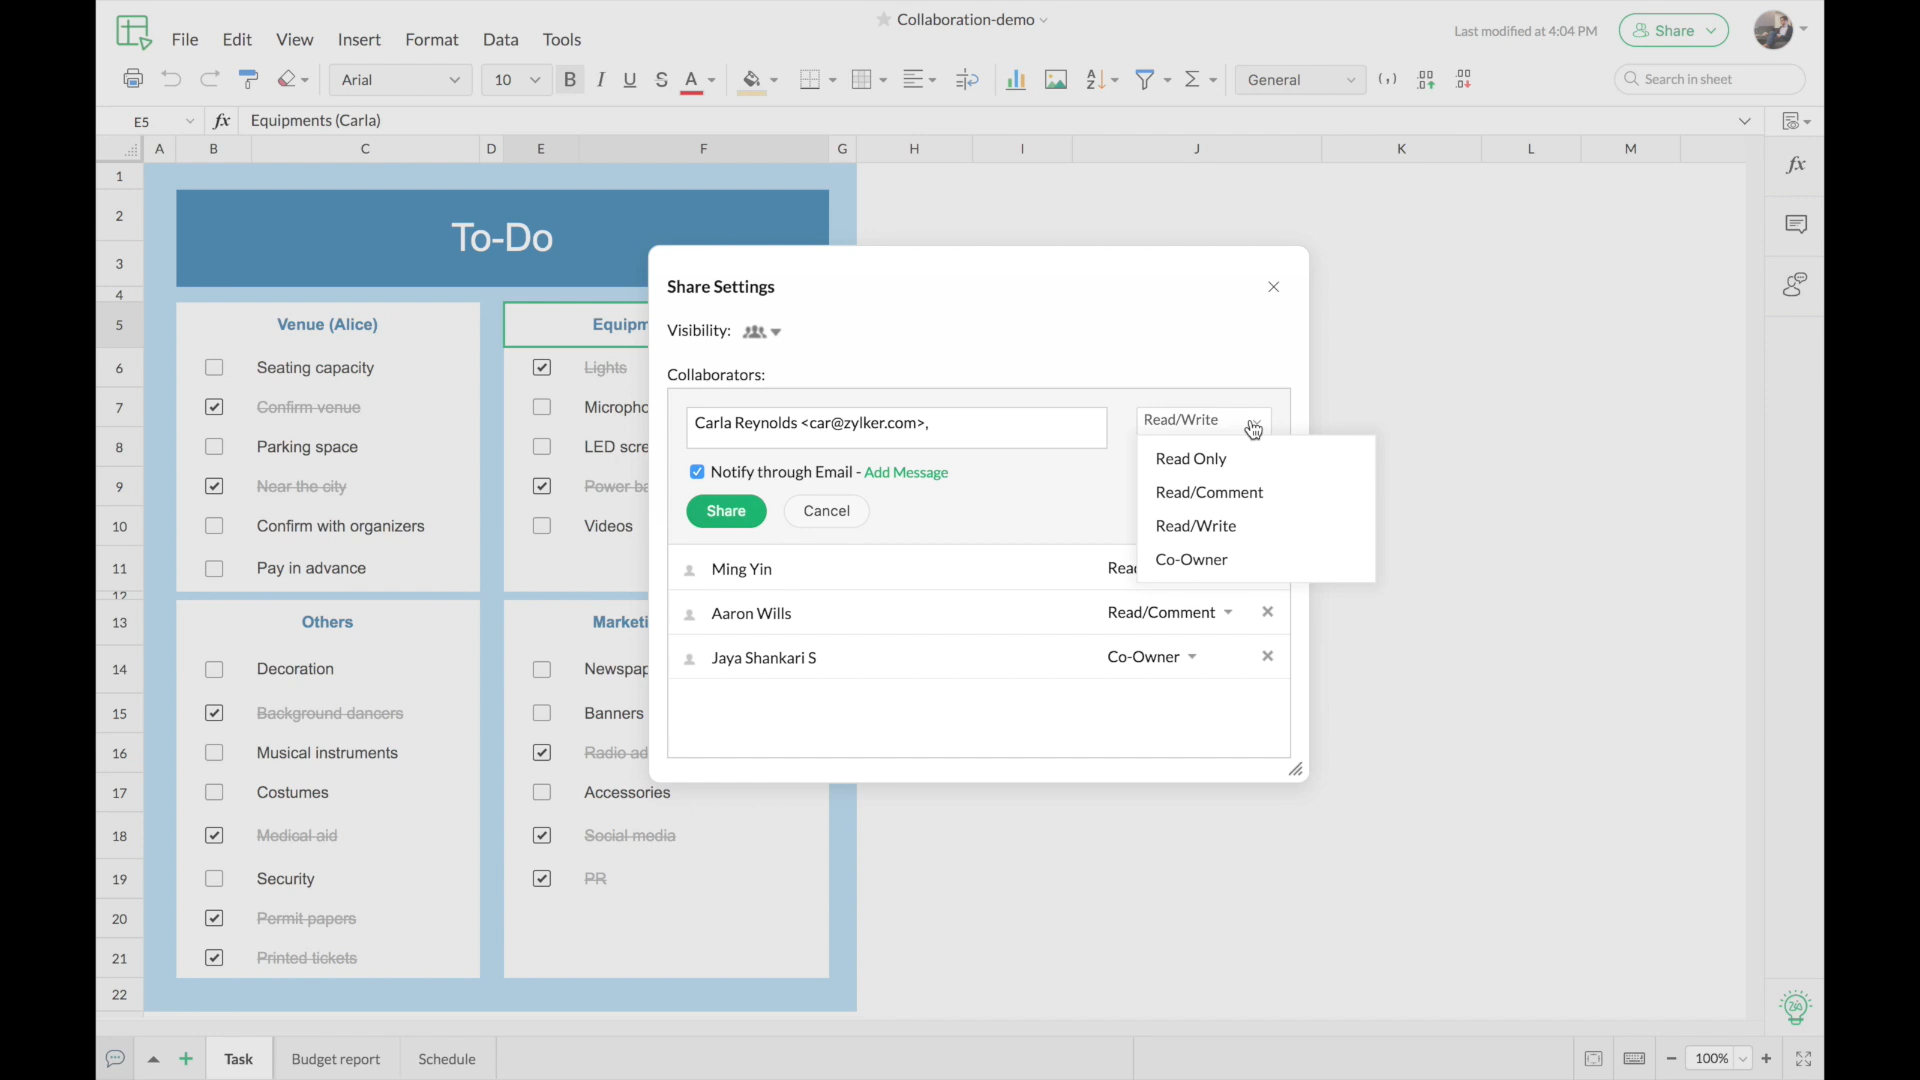 Collaboration-demo
Last modified at 4:04 PM
Share
File Edit View Insert Format Data Tools
Arial 10 B I U S A General Search in sheet
E5 fx Equipments (Carla)
A B C D E F G H I J K L M
1
2
To-Do
3
4
5 Venue (Alice) Equipm
6 Seating capacity Lights
7 Confirm venue Micropho
8 Parking space LED scre
9 Near the city Power ba
10 Confirm with organizers Videos
11 Pay in advance
12
13 Others Marketi
14 Decoration Newspap
15 Background dancers Banners
16 Musical instruments Radio ad
17 Costumes Accessories
18 Medical aid Social media
19 Security PR
20 Permit papers
21 Printed tickets
22
Share Settings
Visibility:
Collaborators:
Carla Reynolds <car@zylker.com>,
Read/Write
Notify through Email - Add Message
Share Cancel
Read Only
Read/Comment
Read/Write
Co-Owner
Ming Yin Read
Aaron Wills Read/Comment
Jaya Shankari S Co-Owner
fx
Task Budget report Schedule
100%